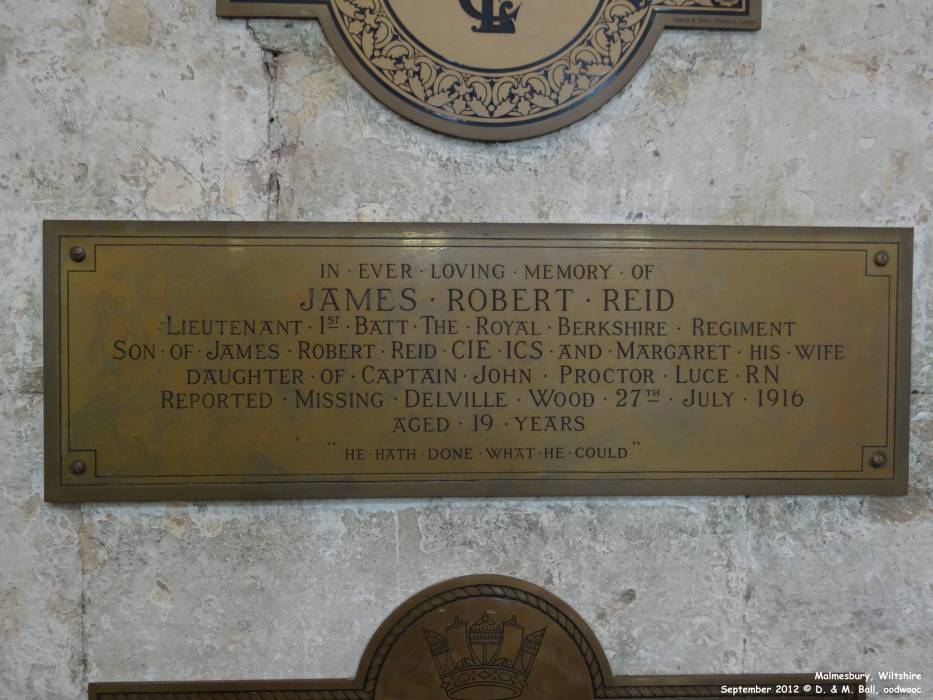 IN · EVER · LOVING · MEMORY · OF
JAMES · ROBERT · REID
LIEUTENANT · 1ST · BATT · THE · ROYAL · BERKSHIRE · REGIMENT
SON · OF · JAMES · ROBERT · REID · CIE · ICS · AND · MARGARET · HIS · WIFE
DAUGHTER · OF · CAPTAIN · JOHN · PROCTOR · LUCE · RN
REPORTED · MISSING · DELVILLE · WOOD · 27TH · JULY · 1916
AGED · 19 · YEARS
"HE · HATH · DONE · WHAT · HE · COULD"
Malmesbury, Wiltshire
September 2012 © D. & M. Ball, oodwooc